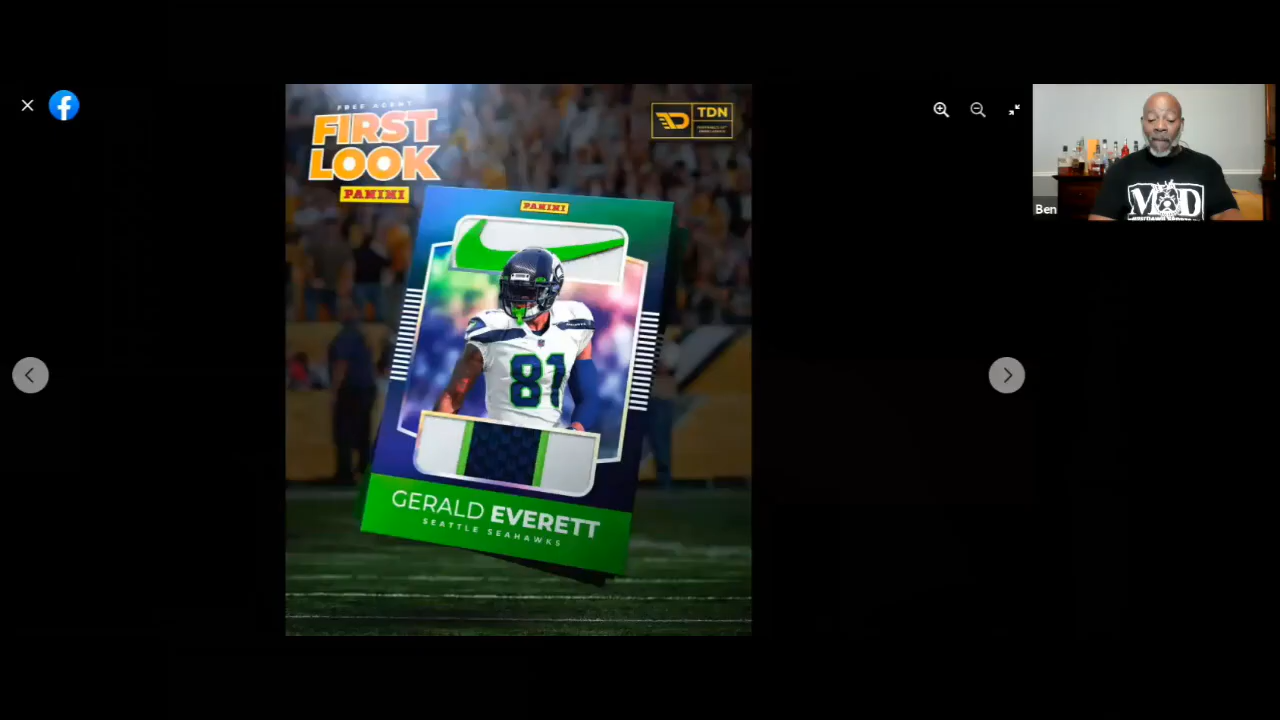 FREE AGENT
FIRST
LOOK
PANINI
TDN
PANINI
81
GERALD EVERETT
SEATTLE SEAHAWKS
Ben
M D